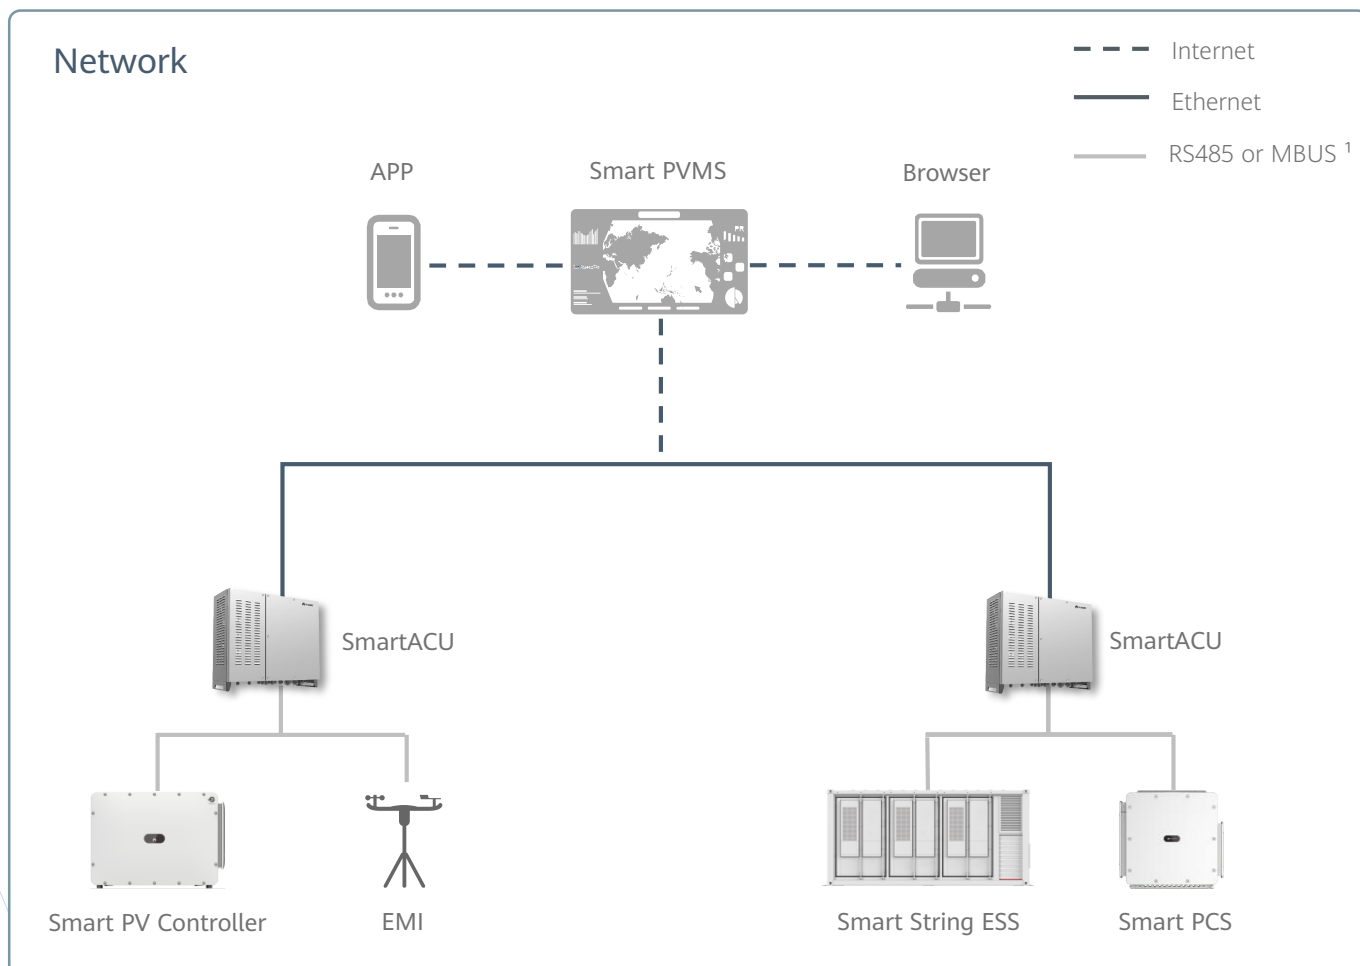 Network
Internet
Ethernet
RS485 or MBUS ¹
APP
Smart PVMS
Browser
SmartACU
SmartACU
Smart PV Controller
EMI
Smart String ESS
Smart PCS